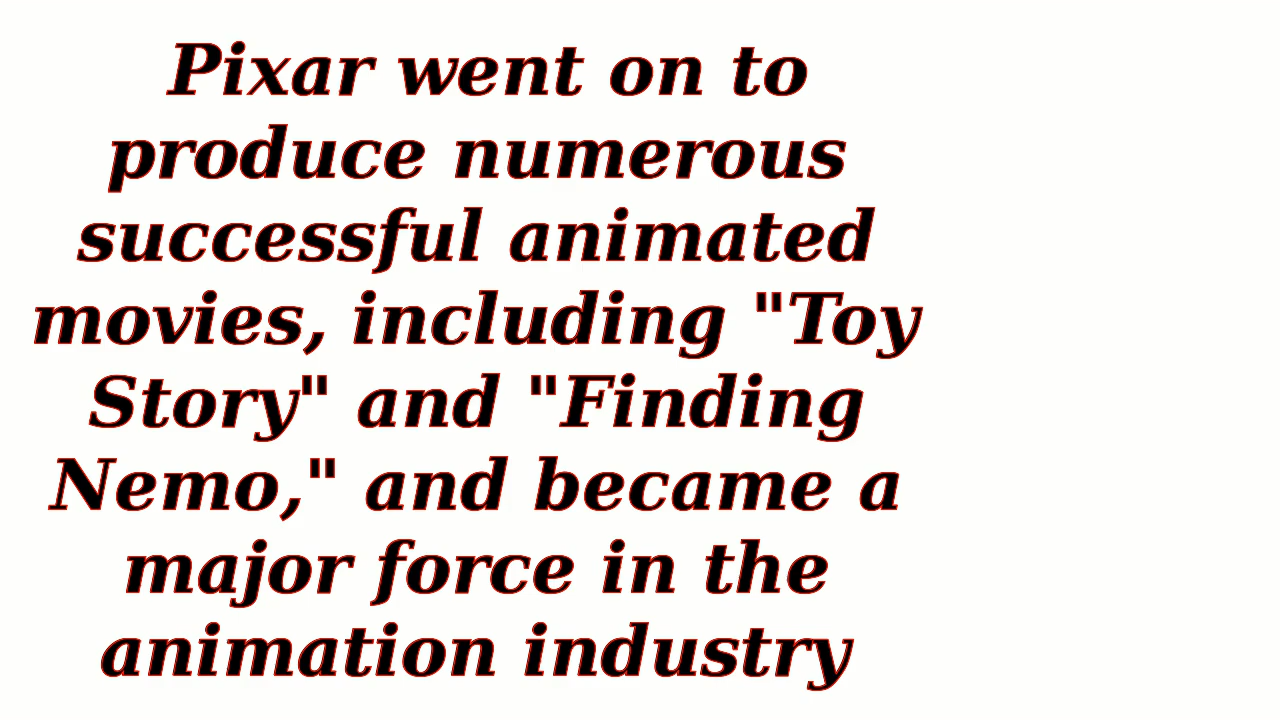 Pixar went on to
produce numerous
successful animated
movies, including "Toy
Story" and "Finding
Nemo," and became a
major force in the
animation industry